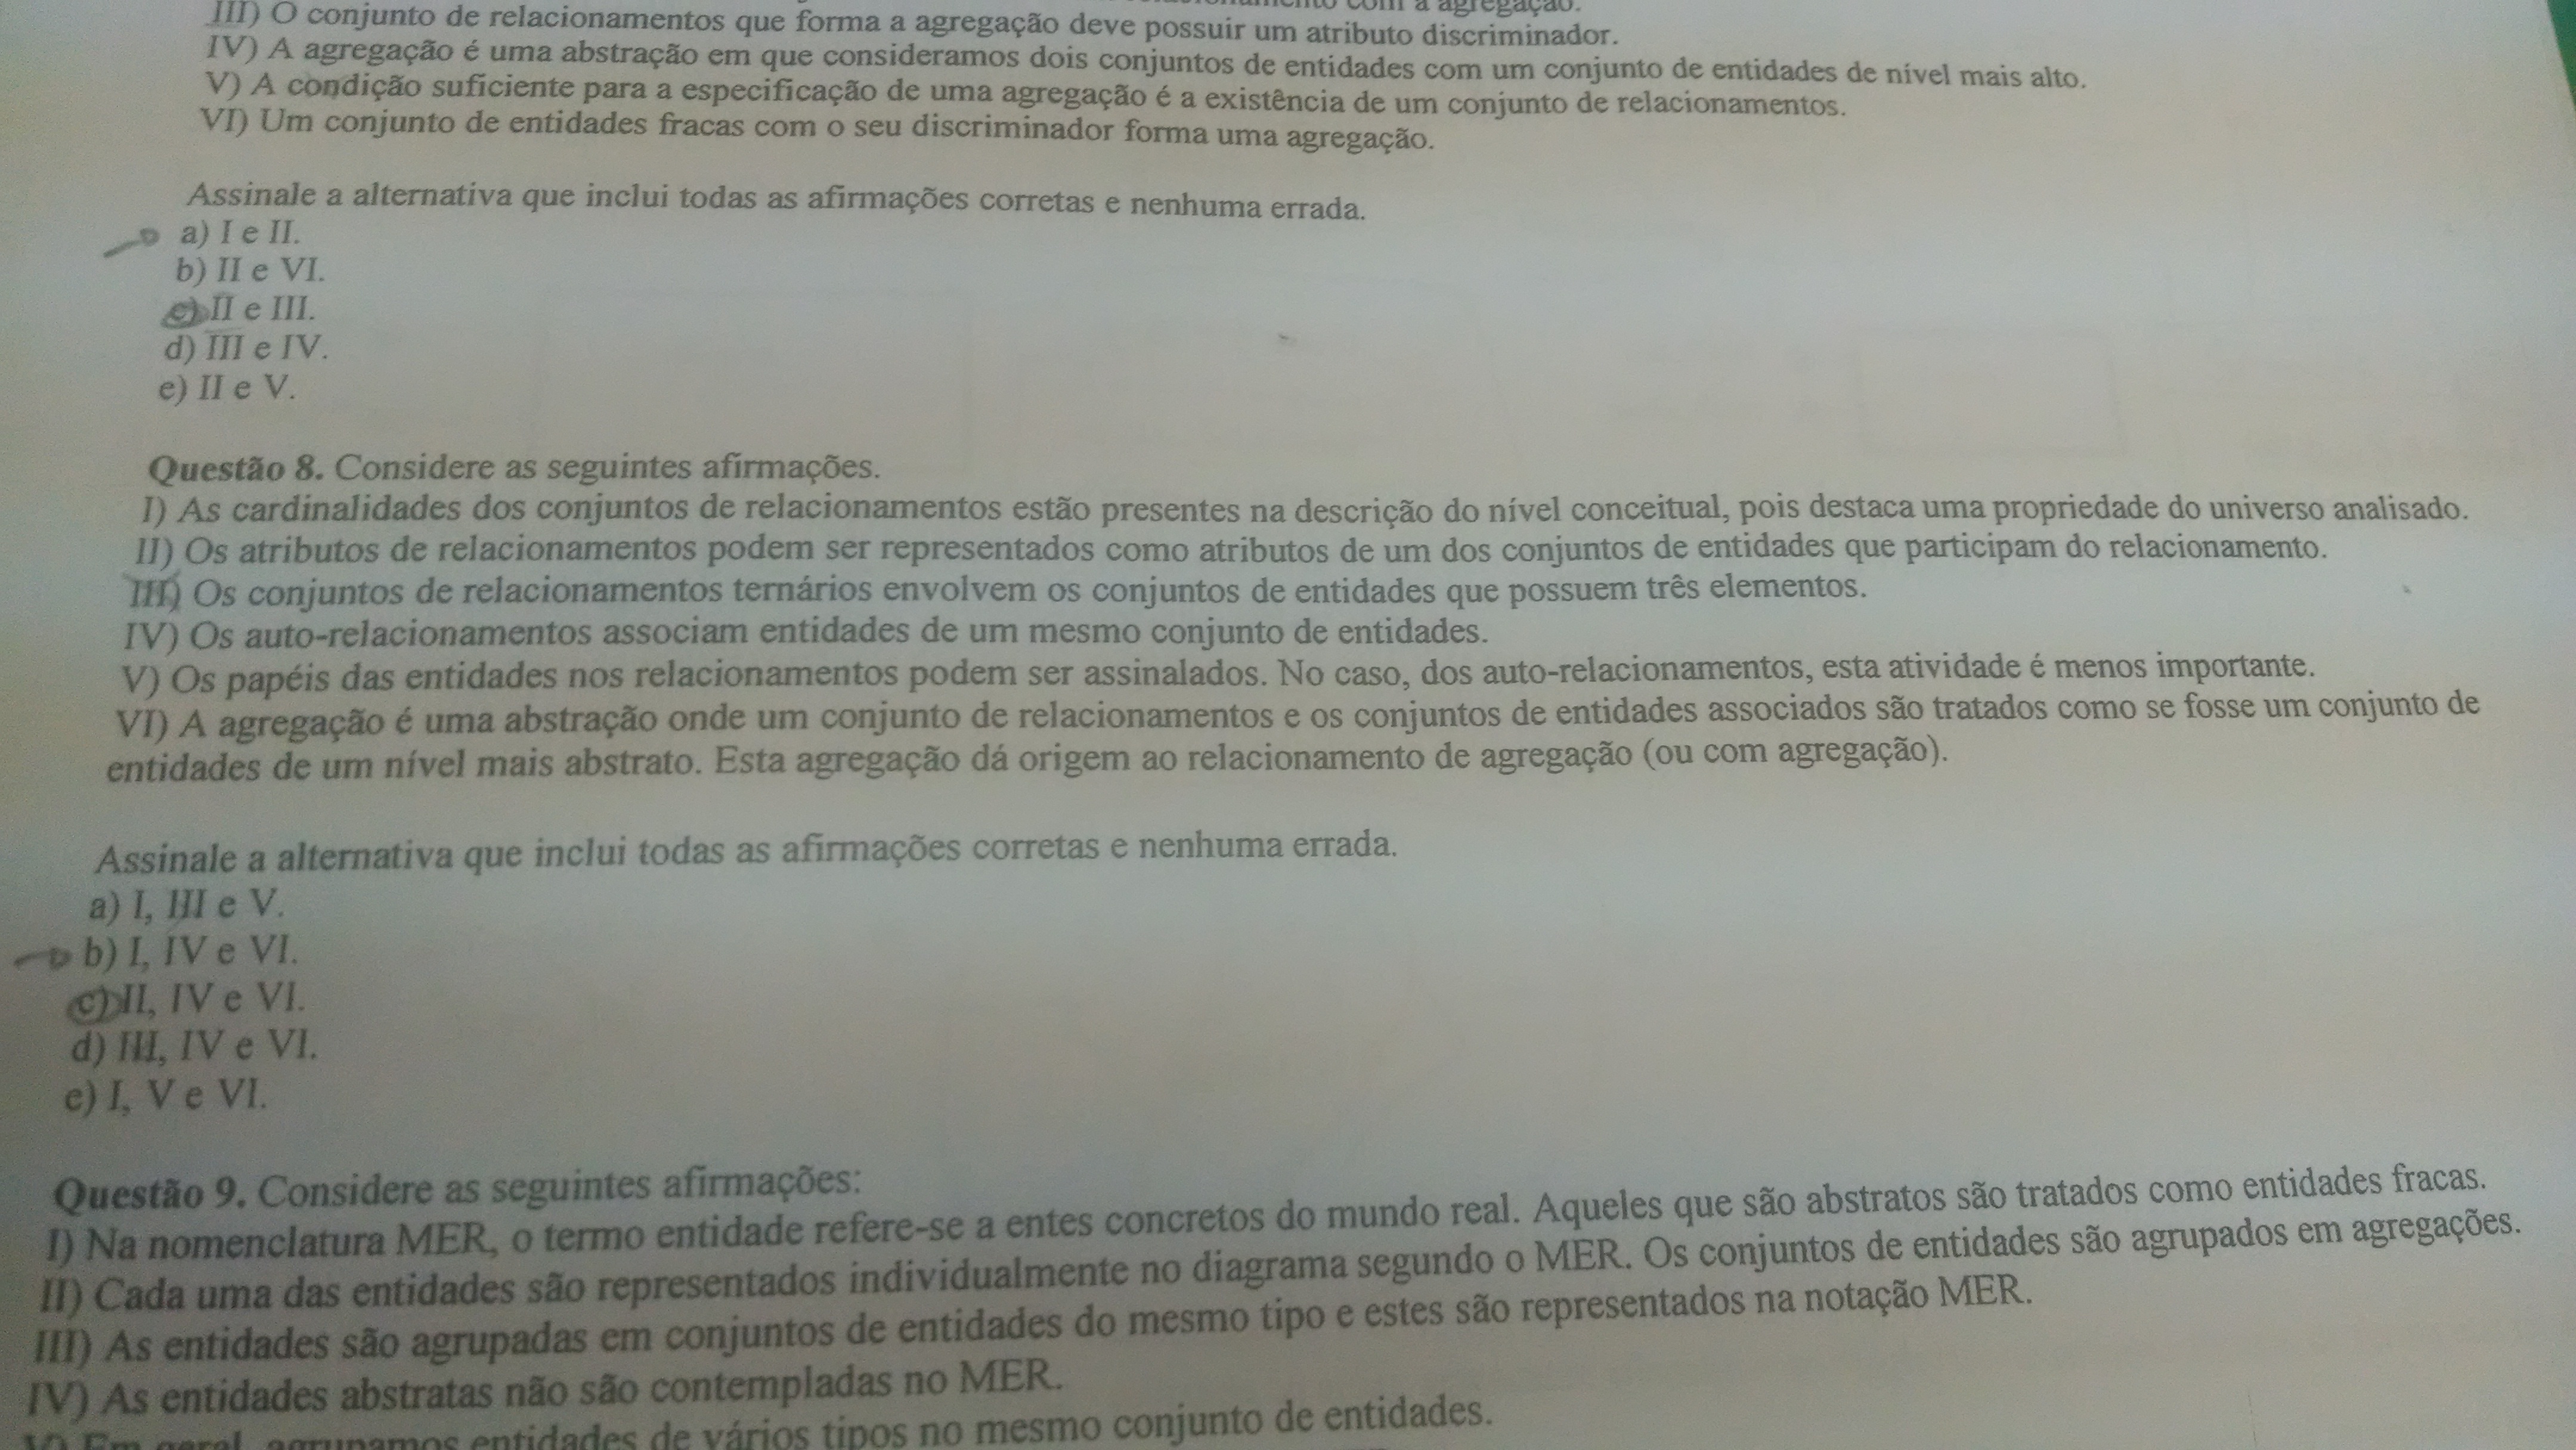 com a agregação.
III) O conjunto de relacionamentos que forma a agregação deve possuir um atributo discriminador.
IV) A agregação é uma abstração em que consideramos dois conjuntos de entidades com um conjunto de entidades de nível mais alto.
V) A condição suficiente para a especificação de uma agregação é a existência de um conjunto de relacionamentos.
VI) Um conjunto de entidades fracas com o seu discriminador forma uma agregação.
Assinale a alternativa que inclui todas as afirmações corretas e nenhuma errada.
a) I e II.
b) II e VI.
c) II e III.
d) III e IV.
e) II e V.
Questão 8. Considere as seguintes afirmações.
I) As cardinalidades dos conjuntos de relacionamentos estão presentes na descrição do nível conceitual, pois destaca uma propriedade do universo analisado.
II) Os atributos de relacionamentos podem ser representados como atributos de um dos conjuntos de entidades que participam do relacionamento.
III) Os conjuntos de relacionamentos ternários envolvem os conjuntos de entidades que possuem três elementos.
IV) Os auto-relacionamentos associam entidades de um mesmo conjunto de entidades.
V) Os papéis das entidades nos relacionamentos podem ser assinalados. No caso, dos auto-relacionamentos, esta atividade é menos importante.
VI) A agregação é uma abstração onde um conjunto de relacionamentos e os conjuntos de entidades associados são tratados como se fosse um conjunto de
entidades de um nível mais abstrato. Esta agregação dá origem ao relacionamento de agregação (ou com agregação).
Assinale a alternativa que inclui todas as afirmações corretas e nenhuma errada.
a) I, III e V.
b) I, IV e VI.
c) II, IV e VI.
d) III, IV e VI.
e) I, V e VI.
Questão 9. Considere as seguintes afirmações:
I) Na nomenclatura MER, o termo entidade refere-se a entes concretos do mundo real. Aqueles que são abstratos são tratados como entidades fracas.
II) Cada uma das entidades são representados individualmente no diagrama segundo o MER. Os conjuntos de entidades são agrupados em agregações.
III) As entidades são agrupadas em conjuntos de entidades do mesmo tipo e estes são representados na notação MER.
IV) As entidades abstratas não são contempladas no MER.
V) Em geral, agrupamos entidades de vários tipos no mesmo conjunto de entidades.